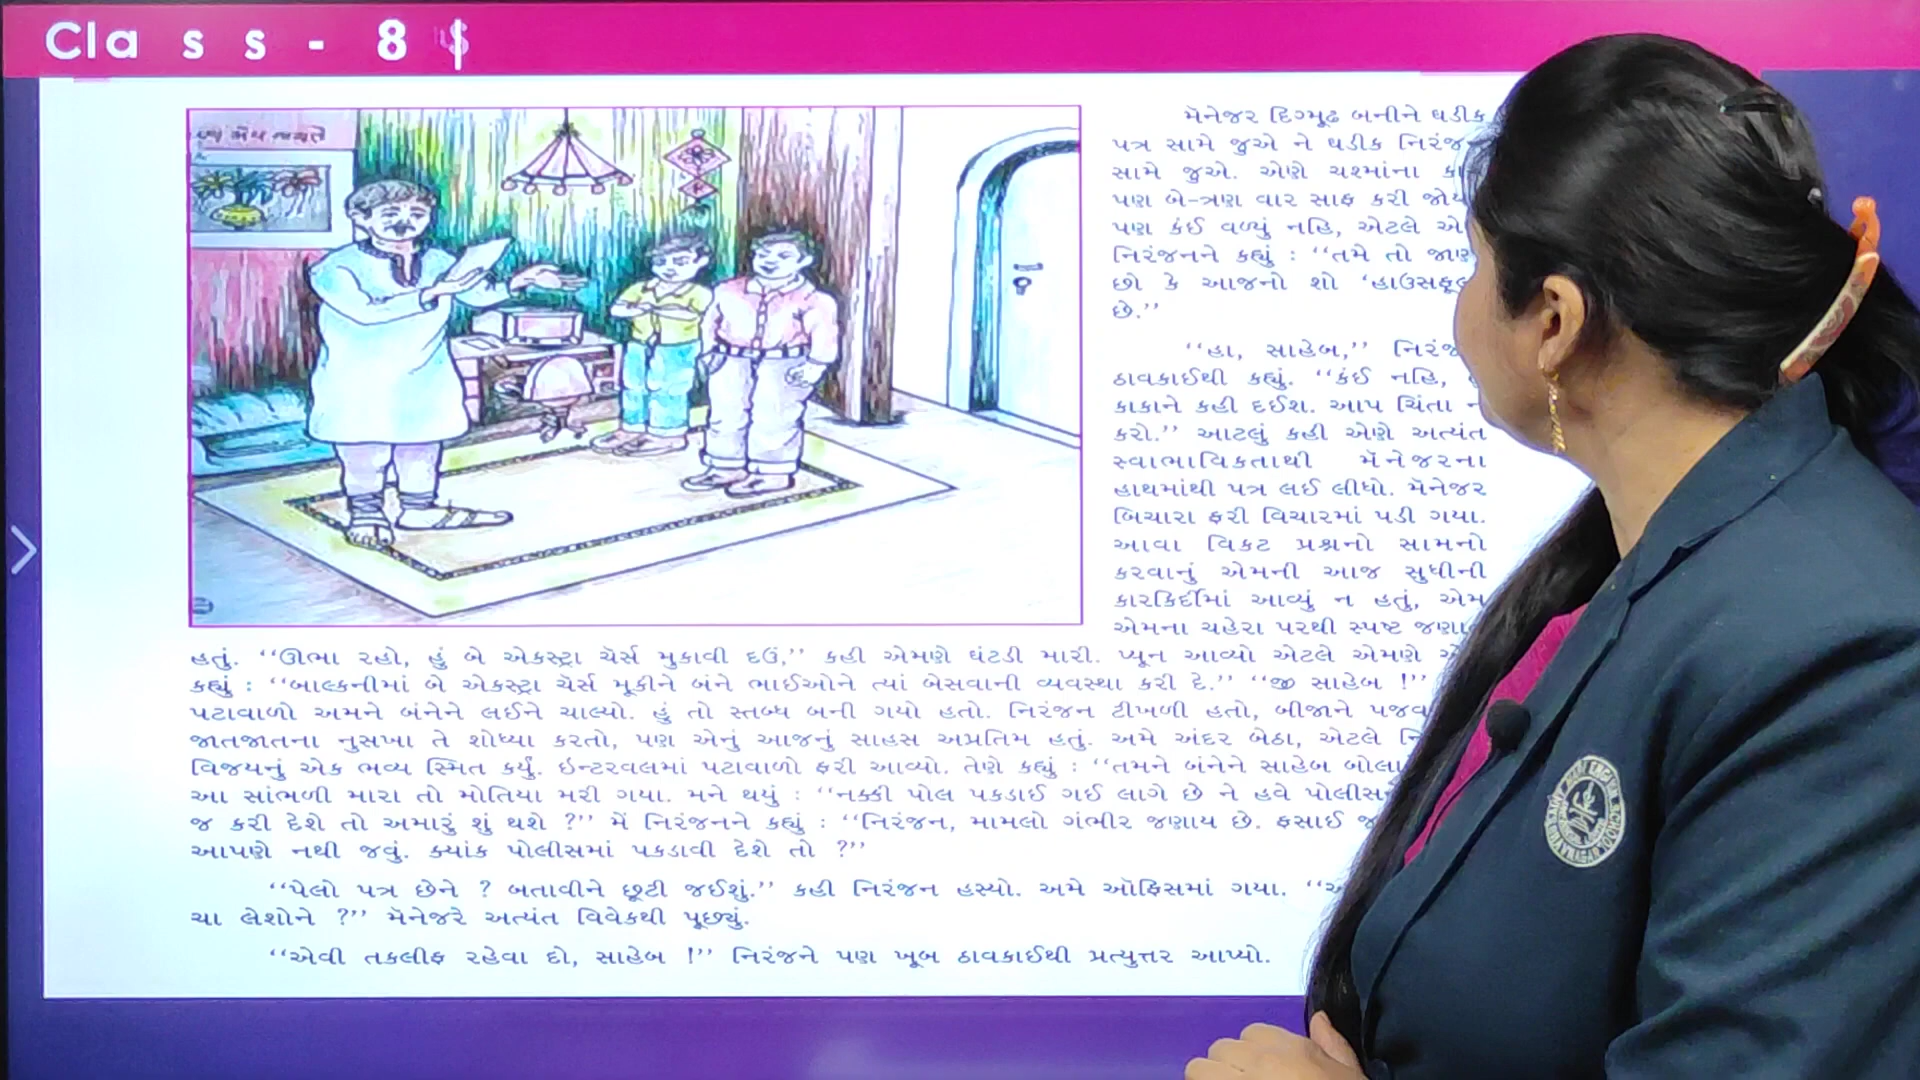 Class - 8
મૅનેજર દિગ્મૂઢ બનીને ઘડીક
પત્ર સામે જુએ ને ઘડીક
સામે જુએ. એણે ચશ્માંના
પણ બે-ત્રણ વાર સાફ કરી
પણ કંઈ વળ્યું નહિ, એટલે
નિરંજનને કહ્યું : ‘‘તમે તો
છો કે આજનો શો
છે.’’
‘‘હા, સાહેબ,’’
ઠાવકાઈથી કહ્યું. ‘‘કંઈ નહિ,
કાકાને કહી દઈશ. આપ ચિંતા
કરો.’’ આટલું કહી એણે અત્યંત
સ્વાભાવિકતાથી મૅનેજરના
હાથમાંથી પત્ર લઈ લીધો. મૅનેજર
બિચારા ફરી વિચારમાં પડી ગયા.
આવા વિકટ પ્રશ્નનો સામનો
કરવાનું એમની આજ સુધીની
કારકિર્દીમાં આવ્યું ન હતું, એમ
એમના ચહેરા પરથી સ્પષ્ટ
હતું. ‘‘ઊભા રહો, હું બે એકસ્ટ્રા ચૅર્સ મુકાવી દઉં,’’ કહી એમણે ઘંટડી મારી. પ્યૂન આવ્યો એટલે એમણે
કહ્યું : ‘‘બાલ્કનીમાં બે એકસ્ટ્રા ચૅર્સ મૂકીને બંને ભાઈઓને ત્યાં બેસવાની વ્યવસ્થા કરી દે.’’ ‘‘જી સાહેબ !’’
પટાવાળો અમને બંનેને લઈને ચાલ્યો. હું તો સ્તબ્ધ બની ગયો હતો. નિરંજન ટીખળી હતો, બીજાને
જાતજાતના નુસખા તે શોધ્યા કરતો, પણ એનું આજનું સાહસ અપ્રતિમ હતું. અમે અંદર બેઠા, એટલે
વિજયનું એક ભવ્ય સ્મિત કર્યું. ઇન્ટરવલમાં પટાવાળો ફરી આવ્યો. તેણે કહ્યું : ‘‘તમને બંનેને સાહેબ
આ સાંભળી મારા તો મોતિયા મરી ગયા. મને થયું : ‘‘નક્કી પોલ પકડાઈ ગઈ લાગે છે ને હવે
જ કરી દેશે તો અમારું શું થશે ?’’ મેં નિરંજનને કહ્યું : ‘‘નિરંજન, મામલો ગંભીર જણાય છે. ફસાઈ
આપણે નથી જવું. ક્યાંક પોલીસમાં પકડાવી દેશે તો ?’’
‘‘પેલો પત્ર છેને ? બતાવીને છૂટી જઈશું.’’ કહી નિરંજન હસ્યો. અમે ઑફિસમાં ગયા.
ચા લેશોને ?’’ મૅનેજરે અત્યંત વિવેકથી પૂછ્યું.
‘‘એવી તકલીફ રહેવા દો, સાહેબ !’’ નિરંજને પણ ખૂબ ઠાવકાઈથી પ્રત્યુત્તર આપ્યો.